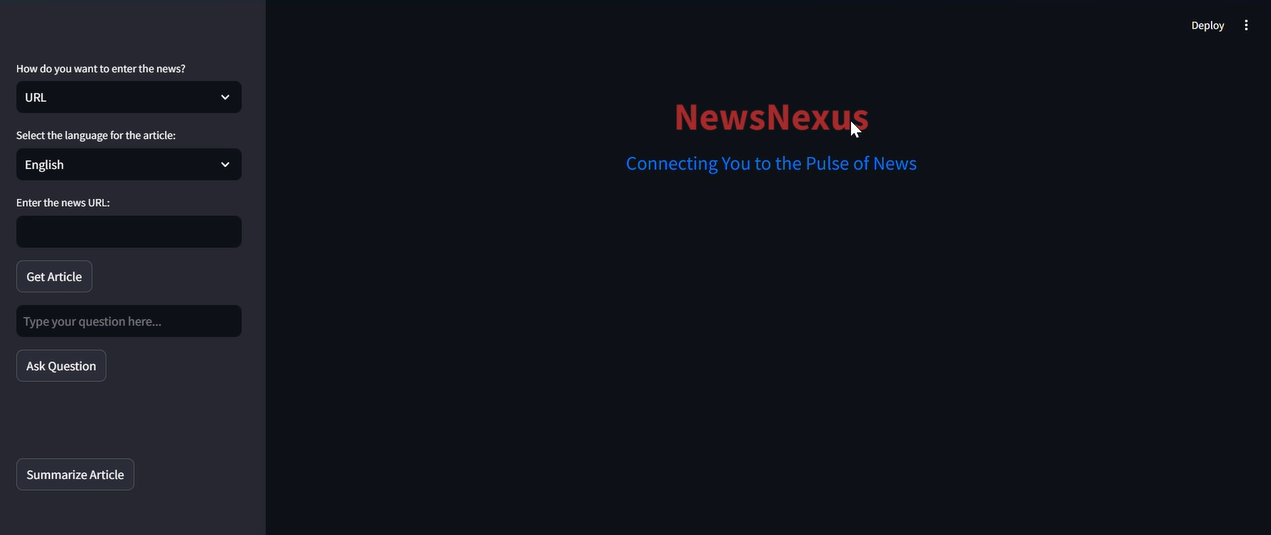 How do you want to enter the news?
URL
Select the language for the article:
English
Enter the news URL:
Get Article
Type your question here...
Ask Question
Summarize Article
Deploy
NewsNexus
Connecting You to the Pulse of News